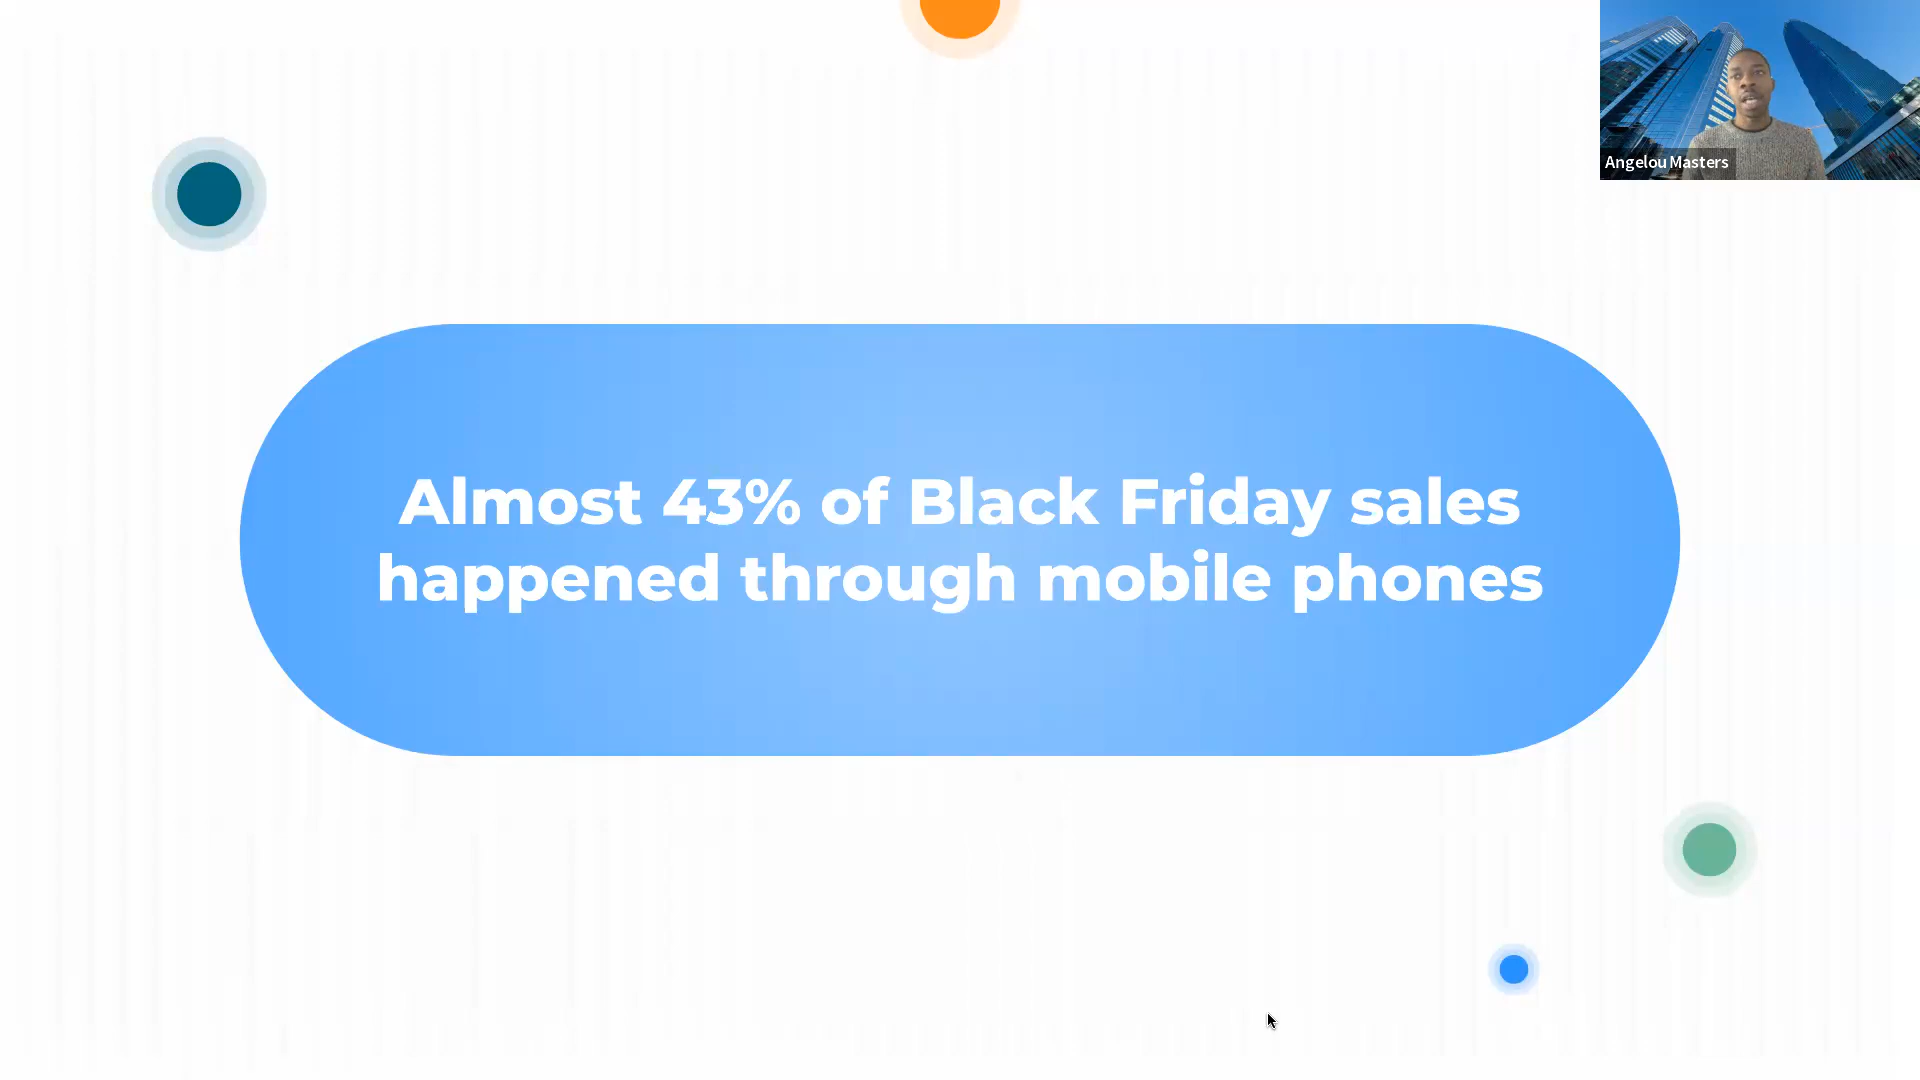 Angelou Masters
Almost 43% of Black Friday sales
happened through mobile phones